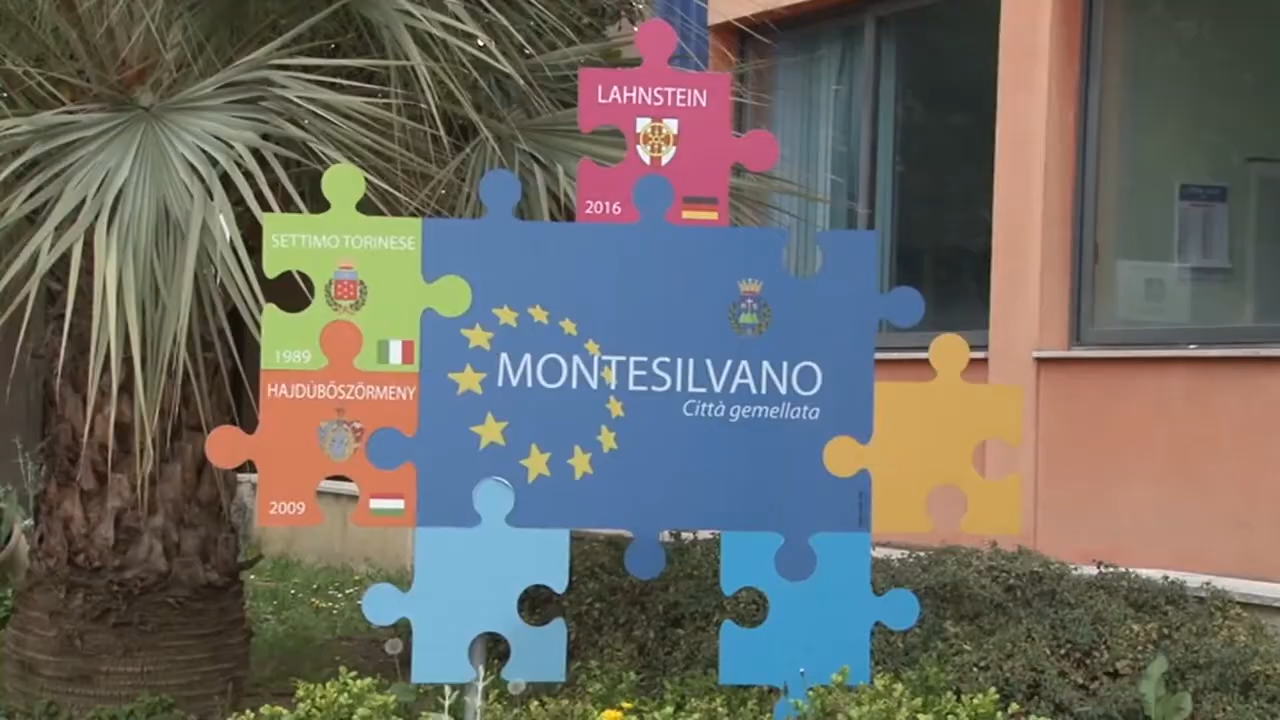 LAHNSTEIN
2016
SETTIMO TORINESE
1989
HAJDÚBÖSZÖRMÉNY
2009
MONTESILVANO
Città gemellata